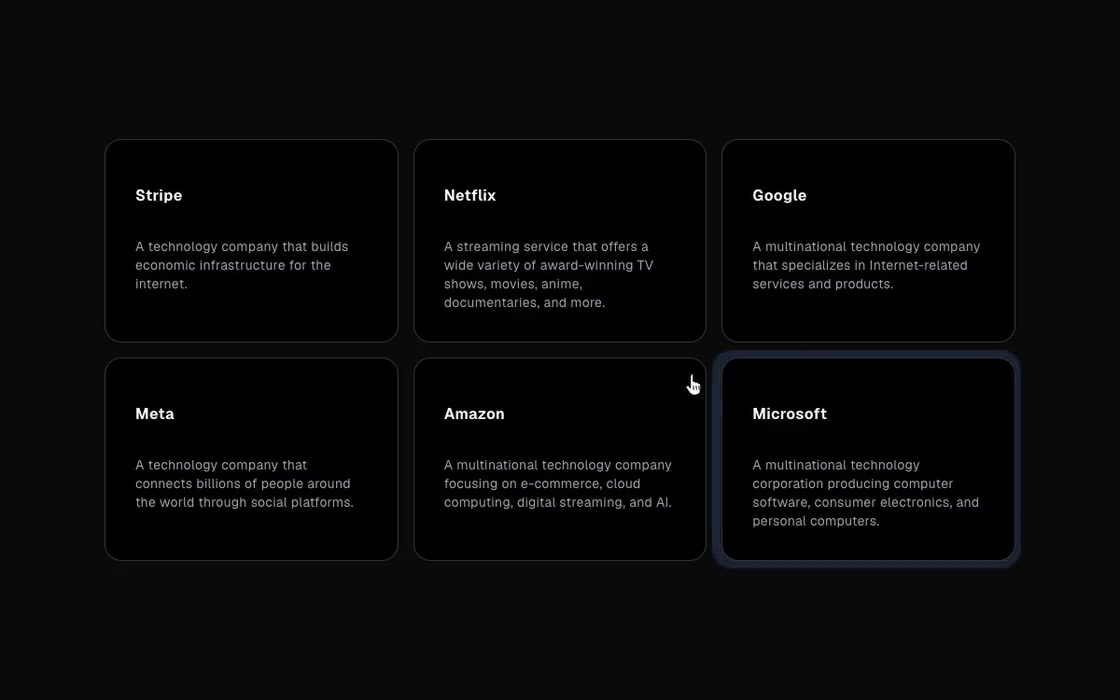 Stripe
A technology company that builds
economic infrastructure for the
internet.
Netflix
A streaming service that offers a
wide variety of award-winning TV
shows, movies, anime,
documentaries, and more.
Google
A multinational technology company
that specializes in Internet-related
services and products.
Meta
A technology company that
connects billions of people around
the world through social platforms.
Amazon
A multinational technology company
focusing on e-commerce, cloud
computing, digital streaming, and AI.
Microsoft
A multinational technology
corporation producing computer
software, consumer electronics, and
personal computers.